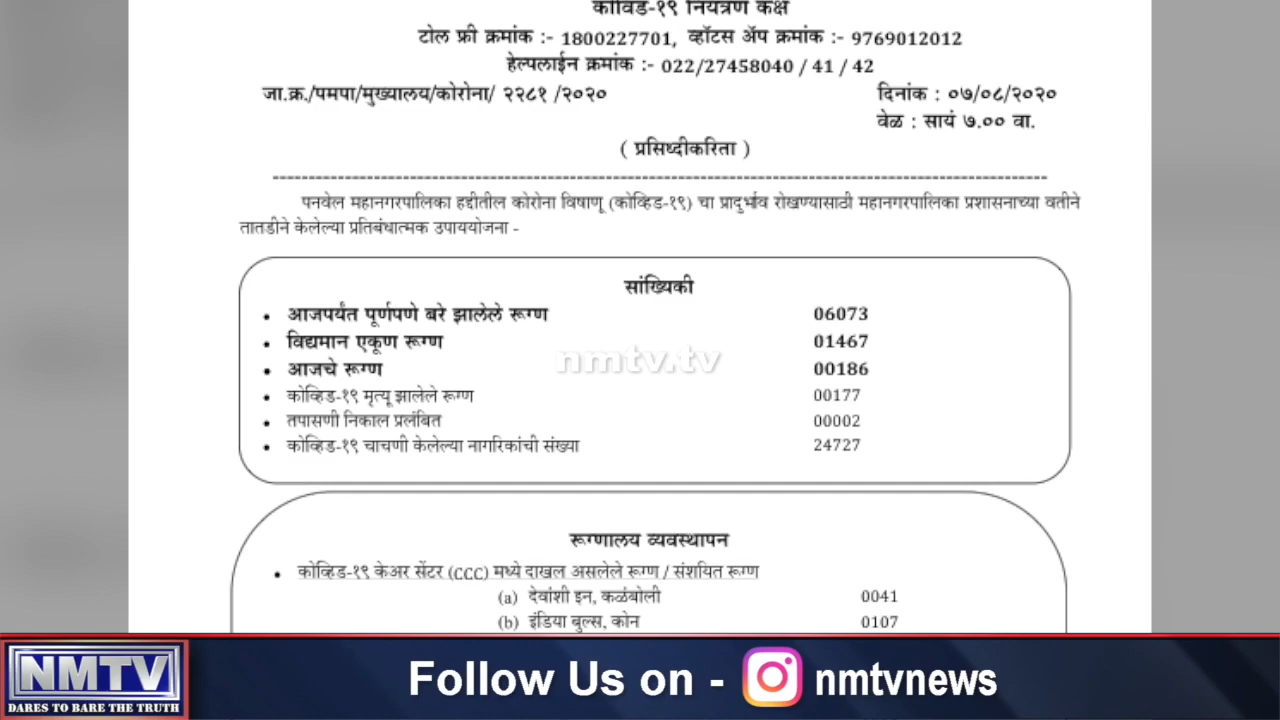 कोविड-१९ नियंत्रण कक्ष
टोल फ्री क्रमांक :- 1800227701, व्हॉटस ॲप क्रमांक :- 9769012012
हेल्पलाईन क्रमांक :- 022/27458040 / 41 / 42
जा.क्र./पमपा/मुख्यालय/कोरोना/ २२८१ /२०२०
दिनांक : ०७/०८/२०२०
वेळ : सायं ७.०० वा.
( प्रसिध्दीकरिता )
पनवेल महानगरपालिका हद्दीतील कोरोना विषाणू (कोव्हिड-१९) चा प्रादुर्भाव रोखण्यासाठी महानगरपालिका प्रशासनाच्या वतीने
तातडीने केलेल्या प्रतिबंधात्मक उपाययोजना -
सांख्यिकी
• आजपर्यंत पूर्णपणे बरे झालेले रूग्ण 06073
• विद्यमान एकूण रूग्ण 01467
• आजचे रूग्ण 00186
• कोव्हिड-१९ मृत्यू झालेले रूग्ण 00177
• तपासणी निकाल प्रलंबित 00002
• कोव्हिड-१९ चाचणी केलेल्या नागरिकांची संख्या 24727
nmtv.tv
रूग्णालय व्यवस्थापन
• कोव्हिड-१९ केअर सेंटर (CCC) मध्ये दाखल असलेले रूग्ण / संशयित रूग्ण
(a) देवांशी इन, कळंबोली 0041
(b) इंडिया बुल्स, कोन 0107
NMTV
DARES TO BARE THE TRUTH
Follow Us on - nmtvnews